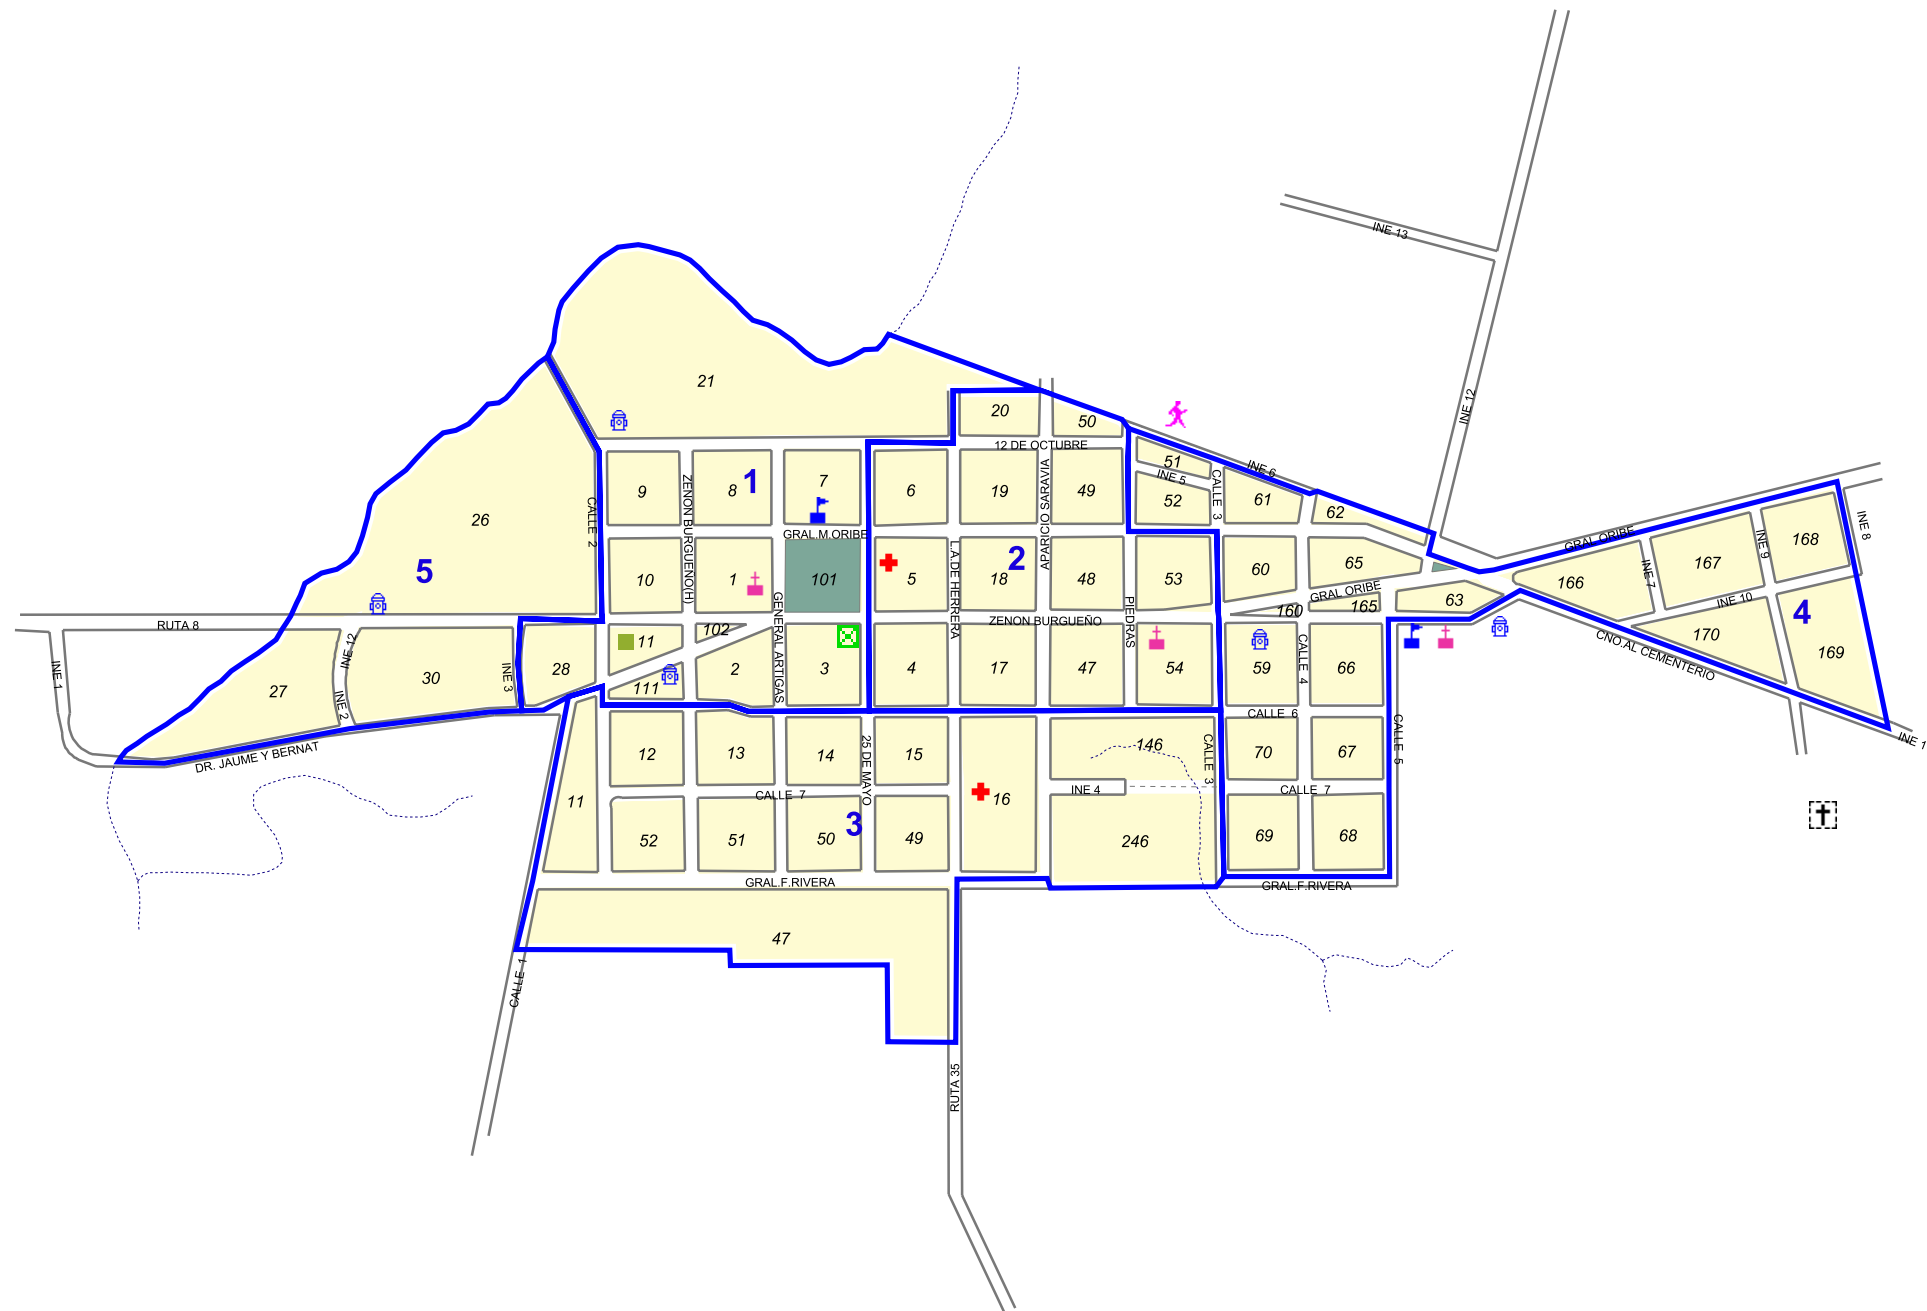 INE 13
21
INE 12
20
50
12 DE OCTUBRE
51
INE 6
INE 5
CALLE 3
9
ZENON BURGUEÑO(H)
8
1
7
6
19
APARICIO SARAVIA
49
52
61
62
26
CALLE 2
GRAL.M.ORIBE
GRAL.ORIBE
168
INE 8
INE 9
167
5
10
1
101
5
L.A.DE HERRERA
18
2
48
53
60
65
166
INE 7
GRAL ORIBE
160
165
63
INE 10
4
170
169
CNO.AL CEMENTERIO
RUTA 8
INE 1
27
INE 12
INE 2
30
INE 3
28
11
102
111
2
GENERAL ARTIGAS
3
4
ZENON BURGUEÑO
17
47
PIEDRAS
54
59
CALLE 4
66
DR. JAUME Y BERNAT
CALLE 6
INE 1
12
13
14
25 DE MAYO
15
146
CALLE 3
70
67
CALLE 5
11
CALLE 7
16
INE 4
CALLE 7
52
51
50
3
49
246
69
68
GRAL.F.RIVERA
GRAL.F.RIVERA
47
CALLE 1
RUTA 35